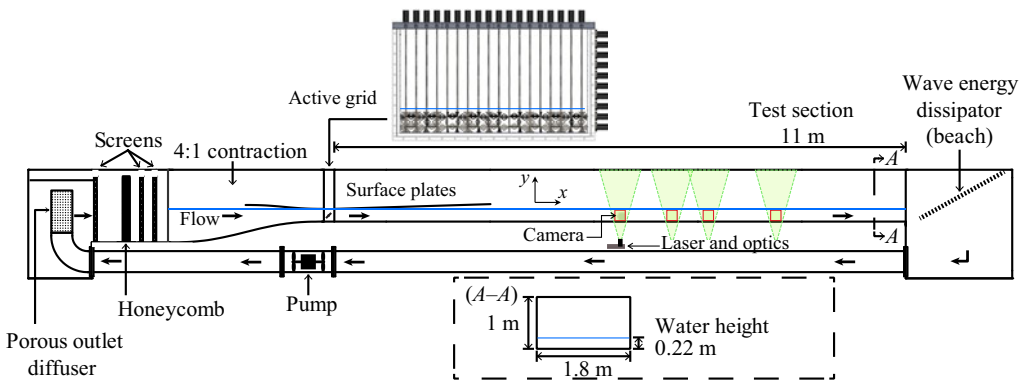 Active grid
Screens
4:1 contraction
Test section
11 m
Wave energy
dissipator
(beach)
A
y
x
Surface plates
Flow
Camera
Laser and optics
A
Honeycomb
Pump
Porous outlet
diffuser
(A–A)
1 m
1.8 m
Water height
0.22 m